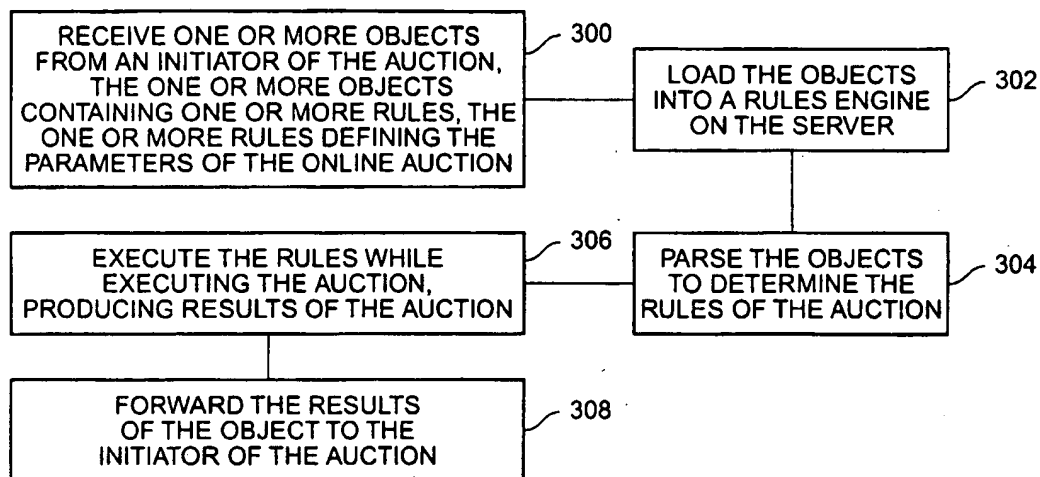 RECEIVE ONE OR MORE OBJECTS
FROM AN INITIATOR OF THE AUCTION,
THE ONE OR MORE OBJECTS
CONTAINING ONE OR MORE RULES, THE
ONE OR MORE RULES DEFINING THE
PARAMETERS OF THE ONLINE AUCTION
300
LOAD THE OBJECTS
INTO A RULES ENGINE
ON THE SERVER
302
PARSE THE OBJECTS
TO DETERMINE THE
RULES OF THE AUCTION
304
EXECUTE THE RULES WHILE
EXECUTING THE AUCTION,
PRODUCING RESULTS OF THE AUCTION
306
FORWARD THE RESULTS
OF THE OBJECT TO THE
INITIATOR OF THE AUCTION
308